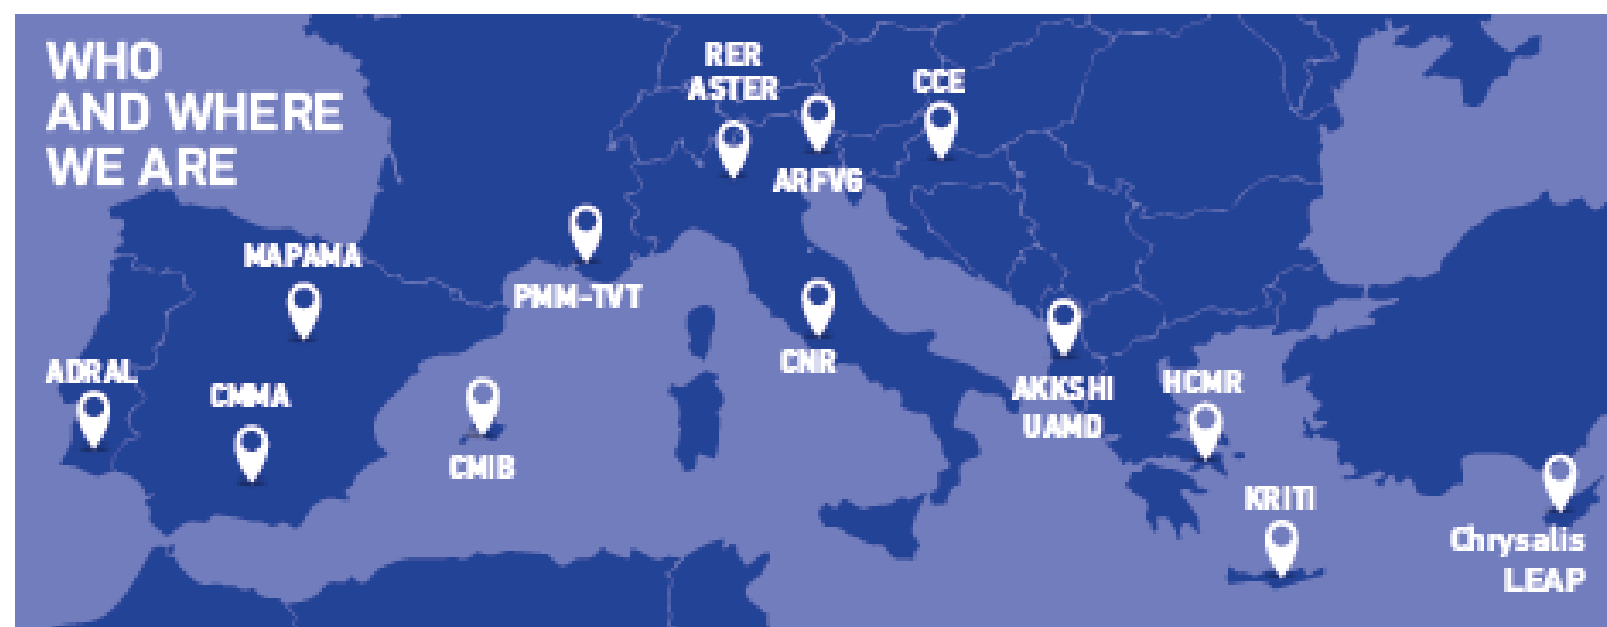 WHO
AND WHERE
WE ARE
RER
ASTER
CCE
ARFVG
MAPAMA
PMM-TVT
CNR
ADRAL
CMMA
CMIB
AKKSHI
UAMD
HCMR
KRITI
Chrysalis
LEAP